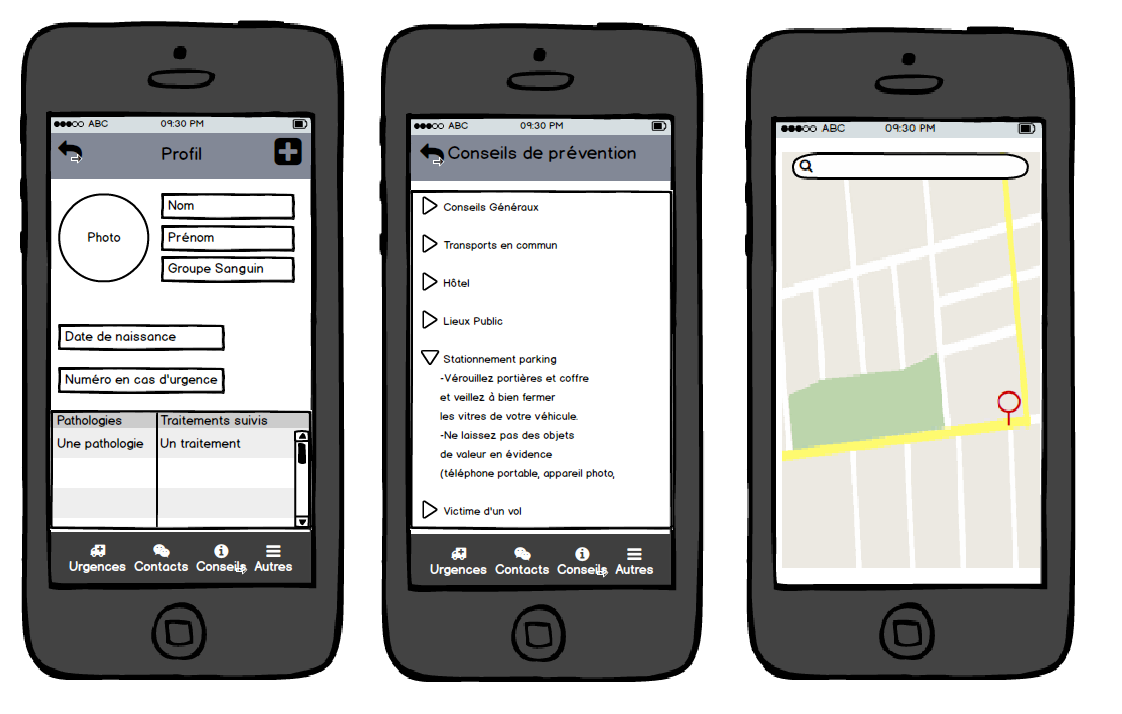 ABC 09:30 PM
Profil
Photo
Nom
Prénom
Groupe Sanguin
Date de naissance
Numéro en cas d'urgence
Pathologies Traitements suivis
Une pathologie Un traitement
Urgences Contacts Conseils Autres
ABC 09:30 PM
Conseils de prévention
Conseils Généraux
Transports en commun
Hôtel
Lieux Public
Stationnement parking
-Vérouillez portières et coffre
et veillez à bien fermer
les vitres de votre véhicule.
-Ne laissez pas des objets
de valeur en évidence
(téléphone portable, appareil photo,
Victime d'un vol
Urgences Contacts Conseils Autres
ABC 09:30 PM